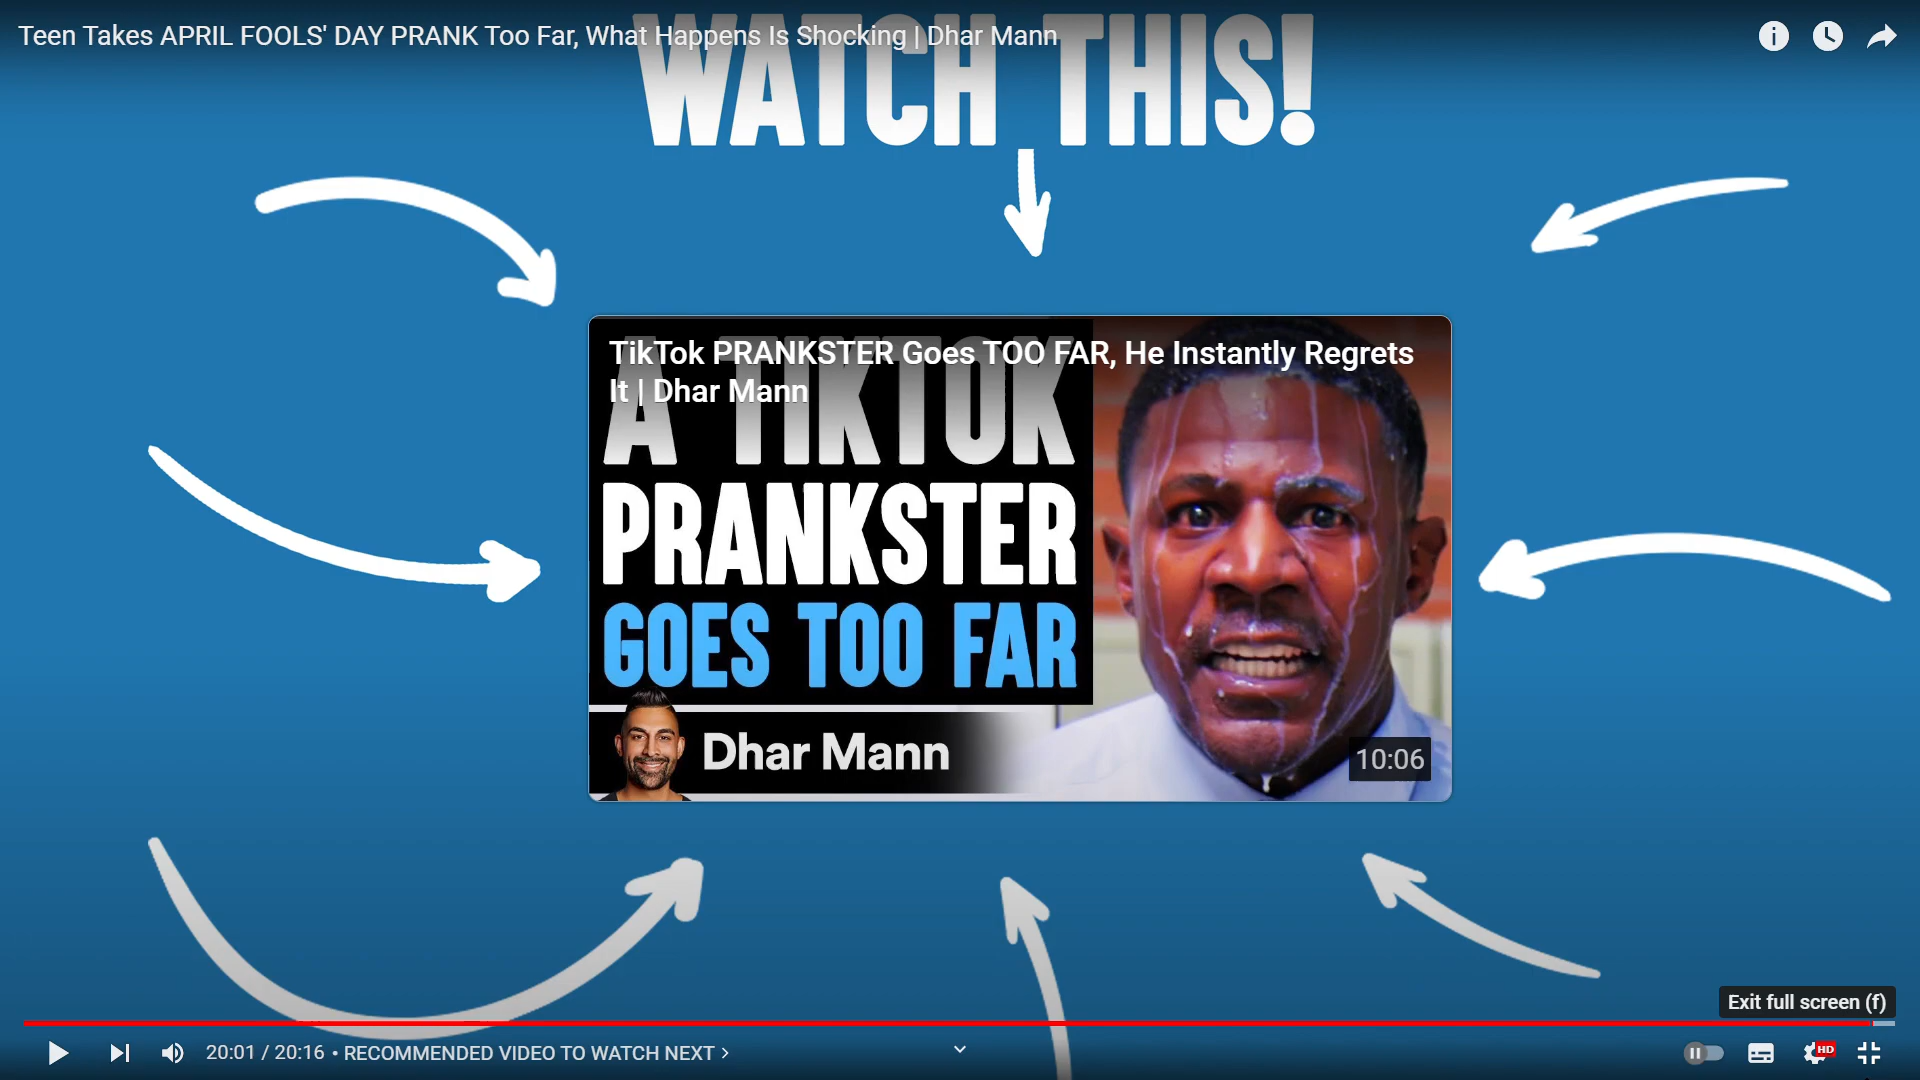 Teen Takes APRIL FOOLS' DAY PRANK Too Far, What Happens Is Shocking | Dhar Mann
WATCH THIS!
TikTok PRANKSTER Goes TOO FAR, He Instantly Regrets
It | Dhar Mann
A TIKTOK
PRANKSTER
GOES TOO FAR
Dhar Mann
10:06
Exit full screen (f)
20:01 / 20:16 • RECOMMENDED VIDEO TO WATCH NEXT >
HD